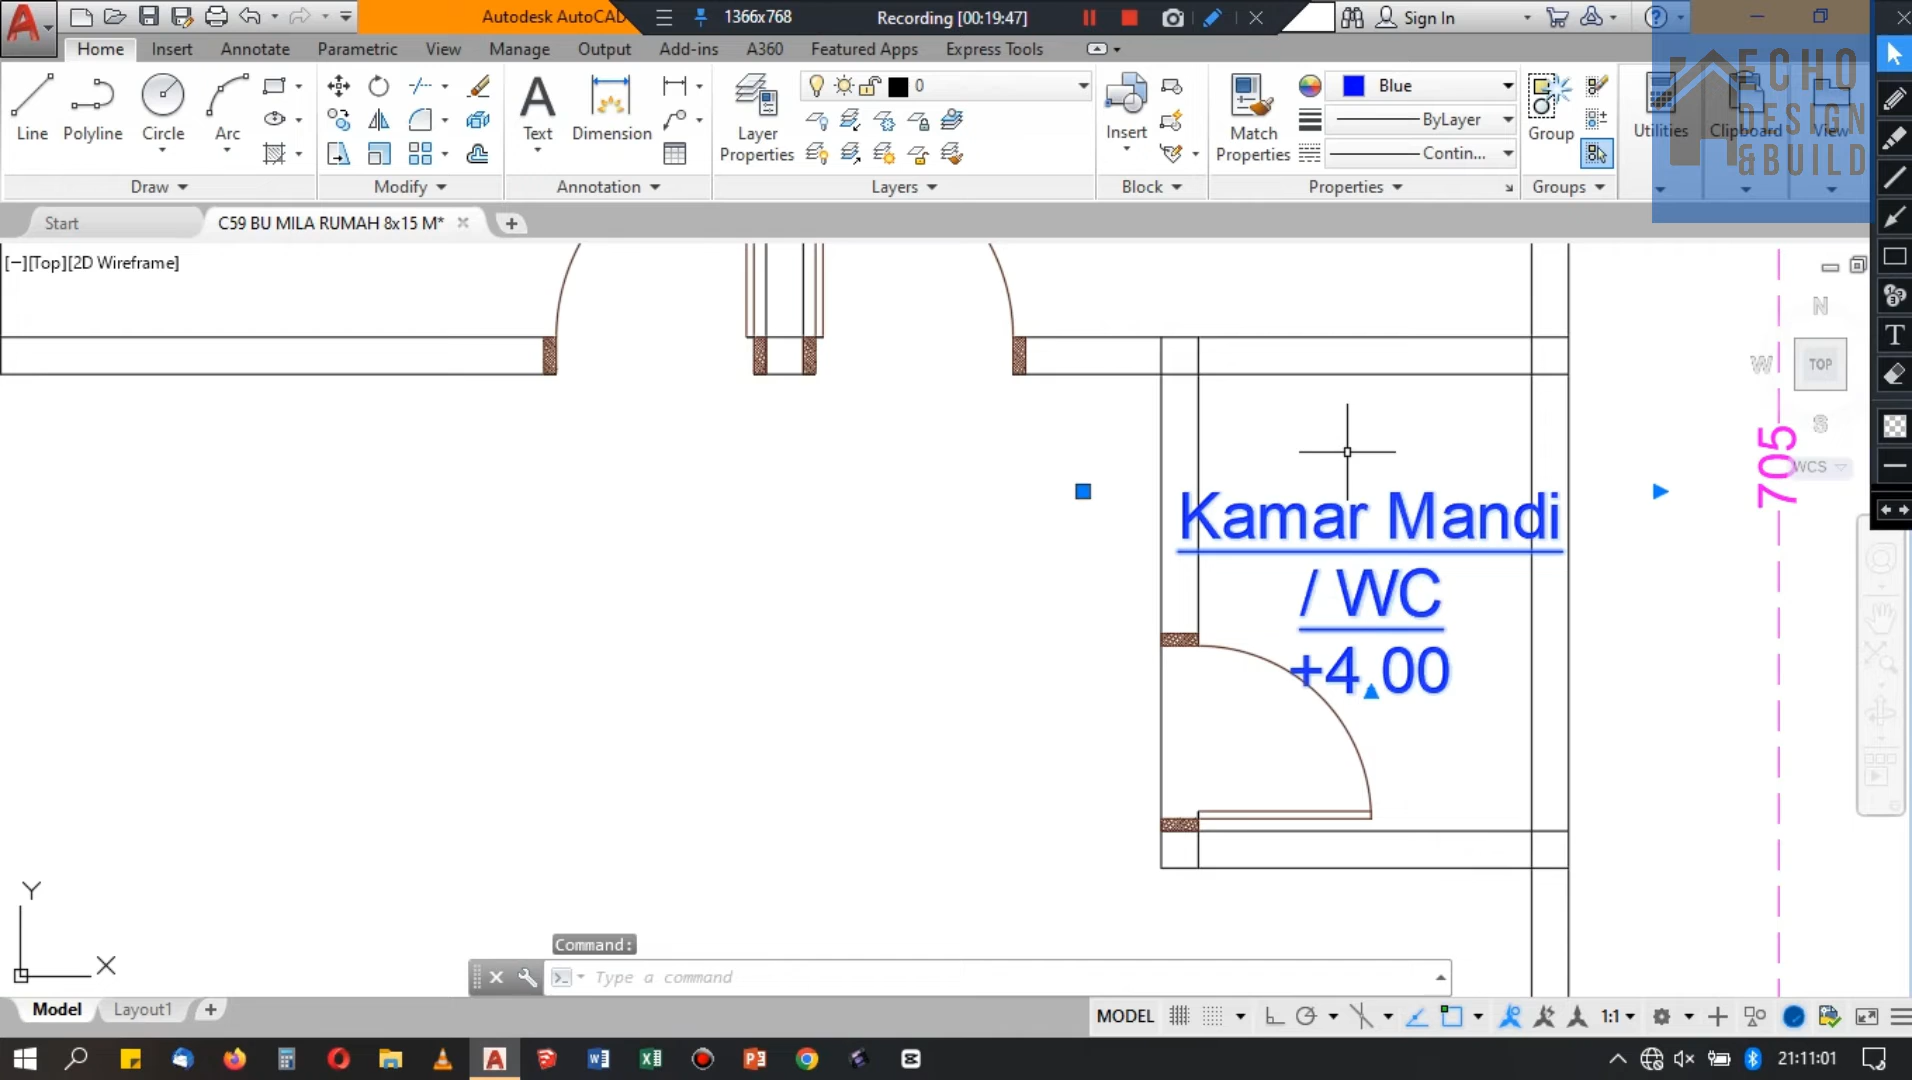 Autodesk AutoCAD
1366x768
Recording [00:19:47]
Sign In
Home
Insert
Annotate
Parametric
View
Manage
Output
Add-ins
A360
Featured Apps
Express Tools
Line
Polyline
Circle
Arc
Text
Dimension
Layer
Properties
0
Insert
Match
Properties
Blue
ByLayer
Contin...
Group
Utilities
Clipboard
View
ECHO
DESIGN
&BUILD
Draw
Modify
Annotation
Layers
Block
Properties
Groups
Start
C59 BU MILA RUMAH 8x15 M*
[−][Top][2D Wireframe]
N
W
TOP
S
WCS
705
Kamar Mandi
/ WC
+4.00
Y
X
Command:
Type a command
Model
Layout1
MODEL
1:1
21:11:01